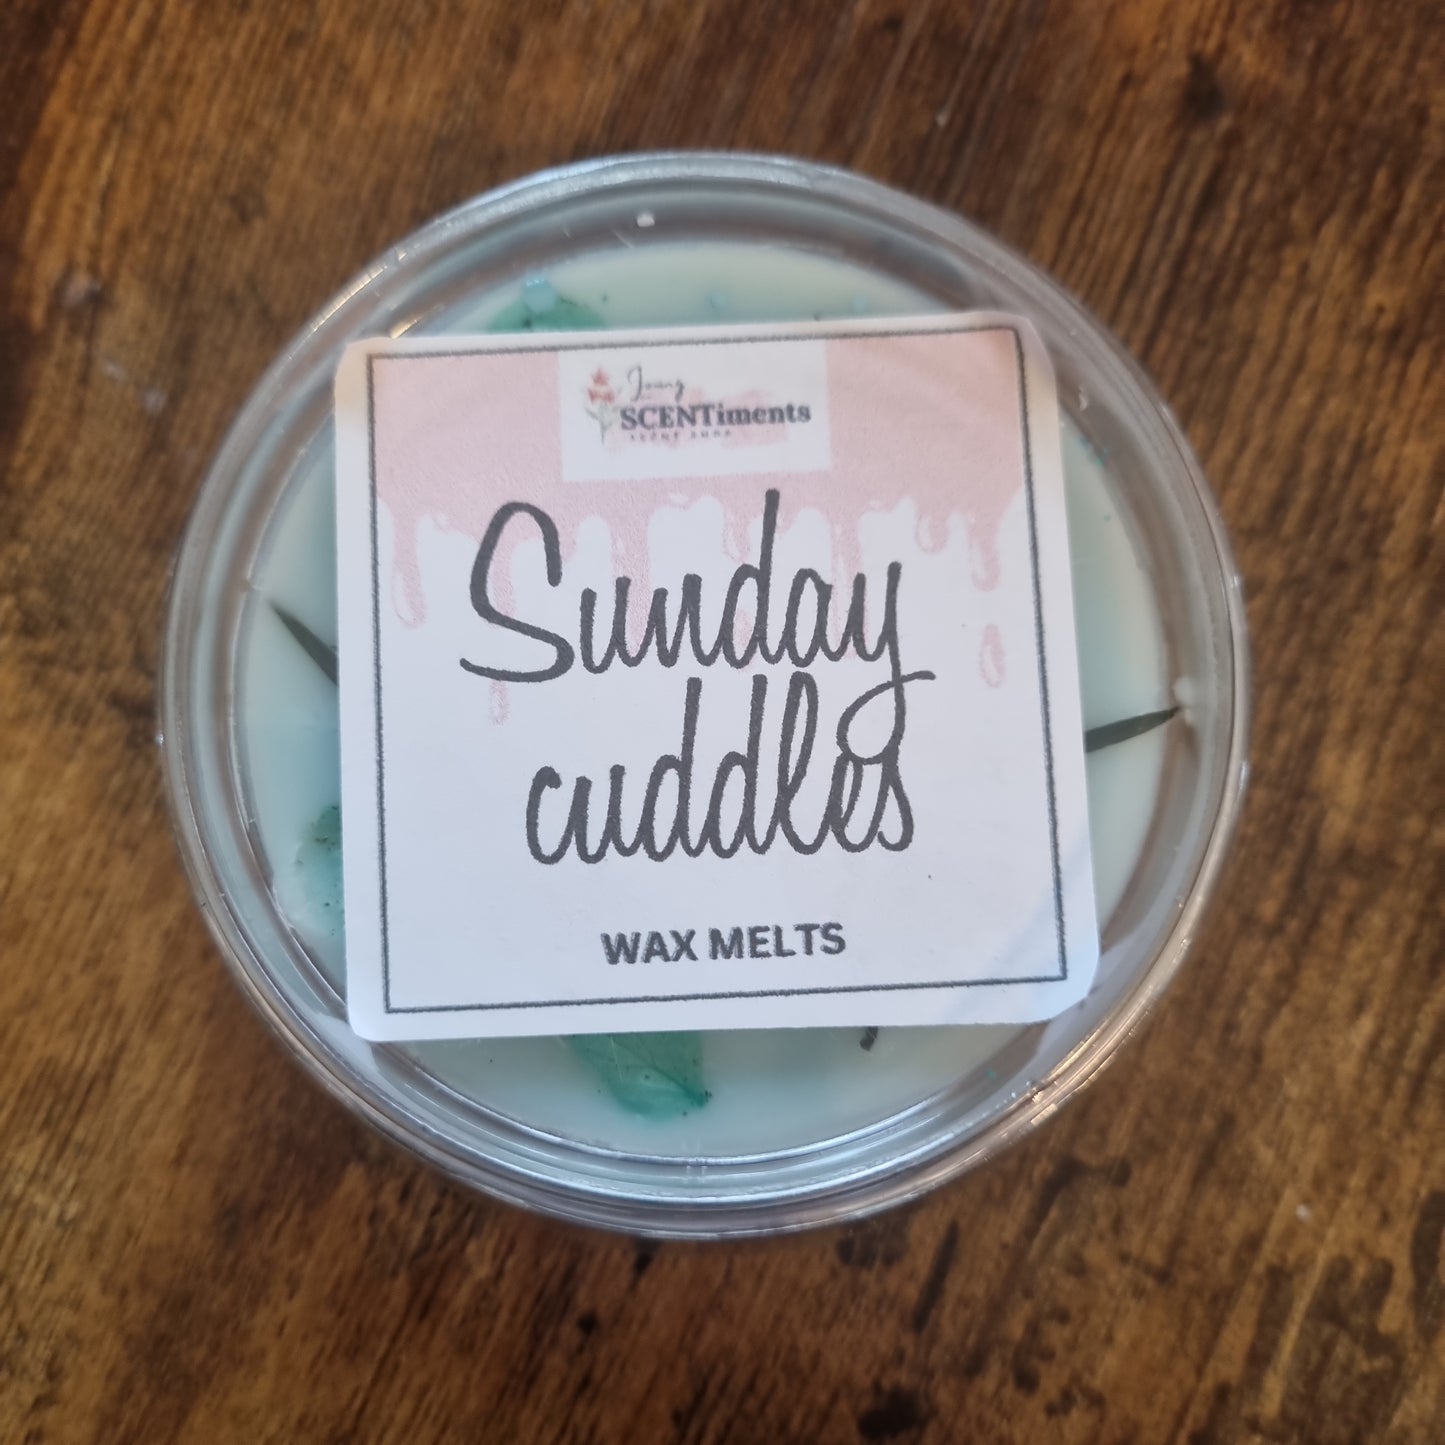 SCENTiments
Sunday
cuddles
WAX MELTS